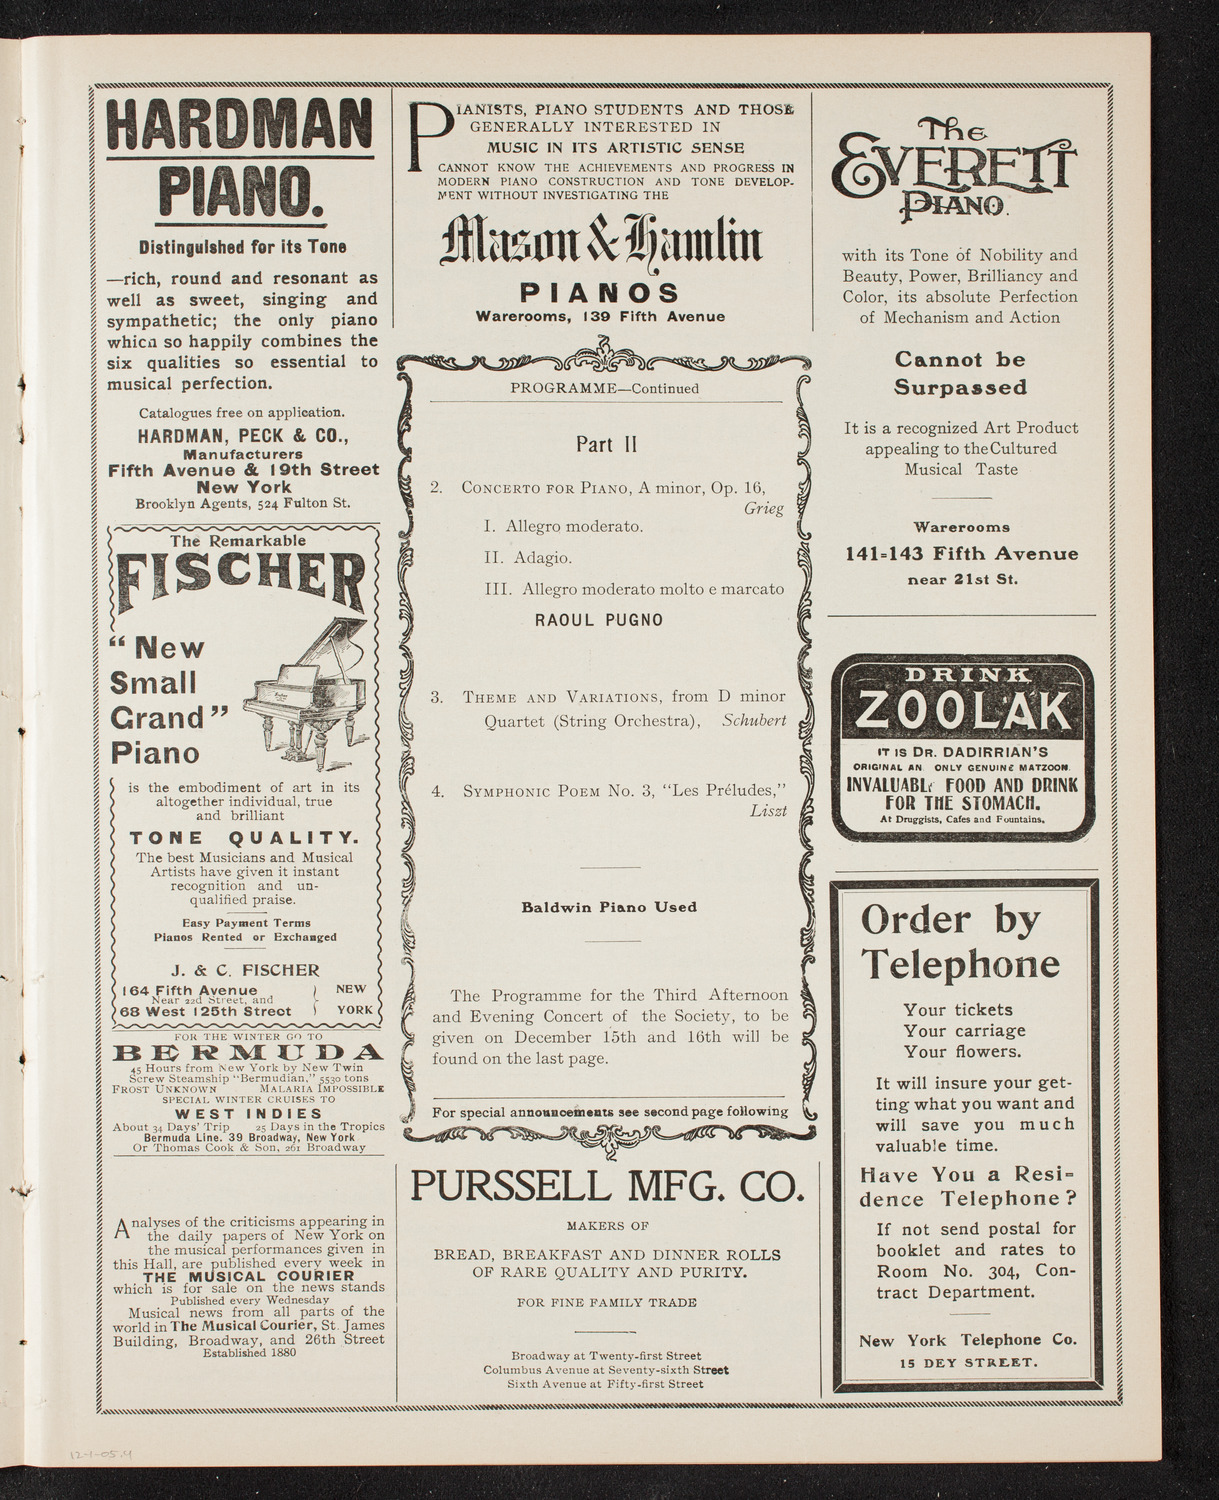 HARDMAN
PIANO.
Distinguished for its Tone
—rich, round and resonant as
well as sweet, singing and
sympathetic; the only piano
which so happily combines the
six qualities so essential to
musical perfection.
Catalogues free on application.
HARDMAN, PECK & CO.,
Manufacturers
Fifth Avenue & 19th Street
New York
Brooklyn Agents, 524 Fulton St.
The Remarkable
FISCHER
"New
Small
Grand"
Piano
is the embodiment of art in its
altogether individual, true
and brilliant
TONE QUALITY.
The best Musicians and Musical
Artists have given it instant
recognition and un-
qualified praise.
Easy Payment Terms
Pianos Rented or Exchanged
J. & C. FISCHER
164 Fifth Avenue
Near 22d Street, and
68 West 125th Street
NEW
YORK
FOR THE WINTER GO TO
BERMUDA
45 Hours from New York by New Twin
Screw Steamship "Bermudian," 5530 tons
FROST UNKNOWN MALARIA IMPOSSIBLE
SPECIAL WINTER CRUISES TO
WEST INDIES
About 34 Days' Trip 25 Days in the Tropics
Bermuda Line. 39 Broadway, New York
Or Thomas Cook & Son, 261 Broadway
Analyses of the criticisms appearing in
the daily papers of New York on
the musical performances given in
this Hall, are published every week in
THE MUSICAL COURIER
which is for sale on the news stands
Published every Wednesday
Musical news from all parts of the
world in The Musical Courier, St. James
Building, Broadway, and 26th Street
Established 1880
PIANISTS, PIANO STUDENTS AND THOSE
GENERALLY INTERESTED IN
MUSIC IN ITS ARTISTIC SENSE
CANNOT KNOW THE ACHIEVEMENTS AND PROGRESS IN
MODERN PIANO CONSTRUCTION AND TONE DEVELOP-
MENT WITHOUT INVESTIGATING THE
Mason & Hamlin
PIANOS
Warerooms, 139 Fifth Avenue
PROGRAMME—Continued
Part II
2. CONCERTO FOR PIANO, A minor, Op. 16,
Grieg
I. Allegro moderato.
II. Adagio.
III. Allegro moderato molto e marcato
RAOUL PUGNO
3. THEME AND VARIATIONS, from D minor
Quartet (String Orchestra), Schubert
4. SYMPHONIC POEM No. 3, "Les Préludes,"
Liszt
Baldwin Piano Used
The Programme for the Third Afternoon
and Evening Concert of the Society, to be
given on December 15th and 16th will be
found on the last page.
For special announcements see second page following
PURSSELL MFG. CO.
MAKERS OF
BREAD, BREAKFAST AND DINNER ROLLS
OF RARE QUALITY AND PURITY.
FOR FINE FAMILY TRADE
Broadway at Twenty-first Street
Columbus Avenue at Seventy-sixth Street
Sixth Avenue at Fifty-first Street
The
EVERETT
PIANO.
with its Tone of Nobility and
Beauty, Power, Brilliancy and
Color, its absolute Perfection
of Mechanism and Action
Cannot be
Surpassed
It is a recognized Art Product
appealing to the Cultured
Musical Taste
Warerooms
141=143 Fifth Avenue
near 21st St.
DRINK
ZOOLAK
IT IS DR. DADIRRIAN'S
ORIGINAL AN ONLY GENUINE MATZOON.
INVALUABLE FOOD AND DRINK
FOR THE STOMACH.
At Druggists, Cafes and Fountains.
Order by
Telephone
Your tickets
Your carriage
Your flowers.
It will insure your get-
ting what you want and
will save you much
valuable time.
Have You a Resi=
dence Telephone?
If not send postal for
booklet and rates to
Room No. 304, Con-
tract Department.
New York Telephone Co.
15 DEY STREET.
12-1-05.9